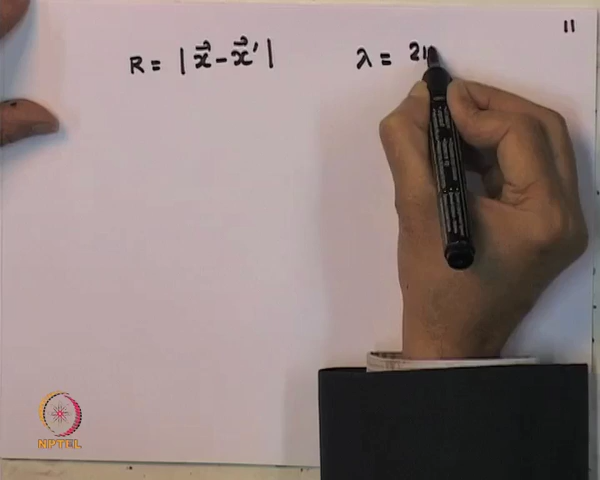 11
R = |x⃗ - x⃗'| λ = 2
NPTEL